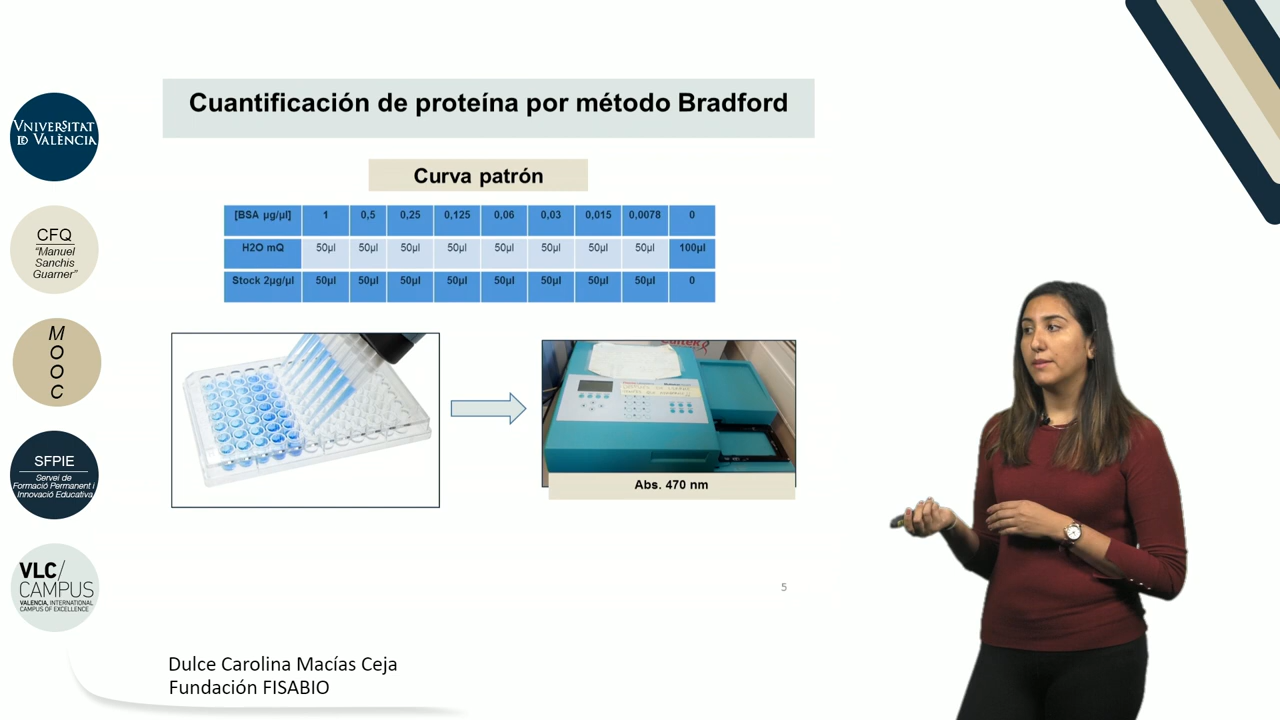 Cuantificación de proteína por método Bradford
Curva patrón
[BSA µg/µl] 1 0,5 0,25 0,125 0,06 0,03 0,015 0,0078 0
H2O mQ 50µl 50µl 50µl 50µl 50µl 50µl 50µl 50µl 100µl
Stock 2µg/µl 50µl 50µl 50µl 50µl 50µl 50µl 50µl 50µl 0
Abs. 470 nm
5
VNIVERSITAT
ID VALÈNCIA
CFQ
“Manuel
Sanchis
Guarner”
M
O
O
C
SFPIE
Servei de
Formació Permanent i
Innovació Educativa
VLC/
CAMPUS
VALENCIA, INTERNATIONAL
CAMPUS OF EXCELLENCE
Dulce Carolina Macías Ceja
Fundación FISABIO